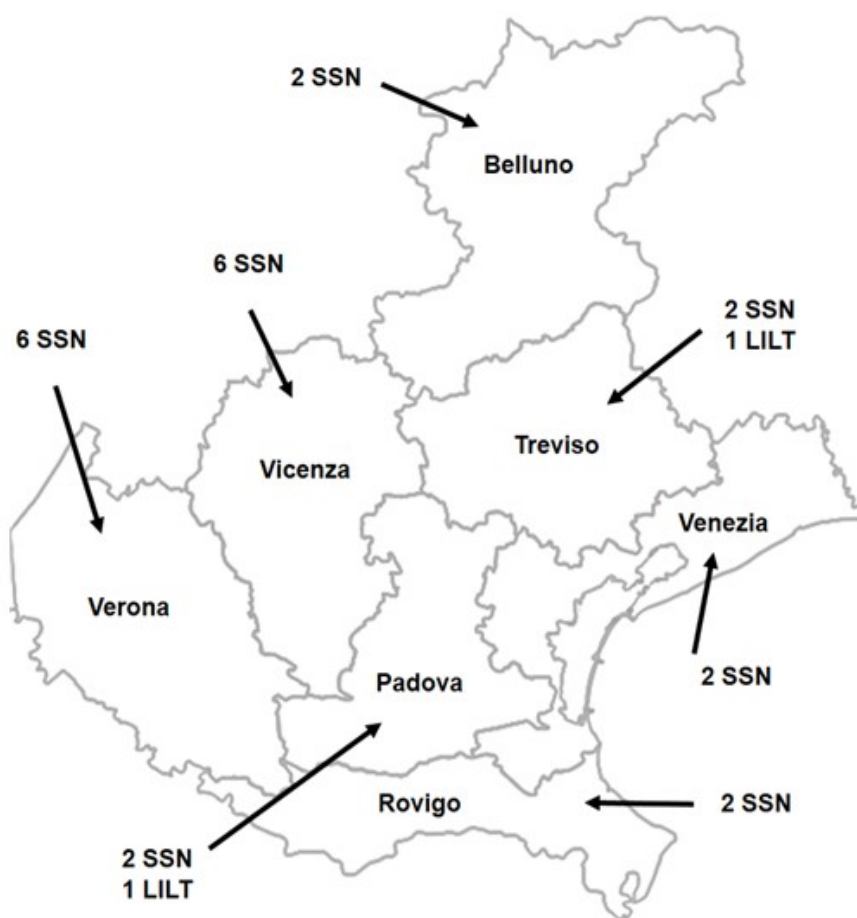 2 SSN
Belluno
6 SSN
2 SSN
1 LILT
6 SSN
Treviso
Vicenza
Venezia
Verona
2 SSN
Padova
Rovigo
2 SSN
2 SSN
1 LILT